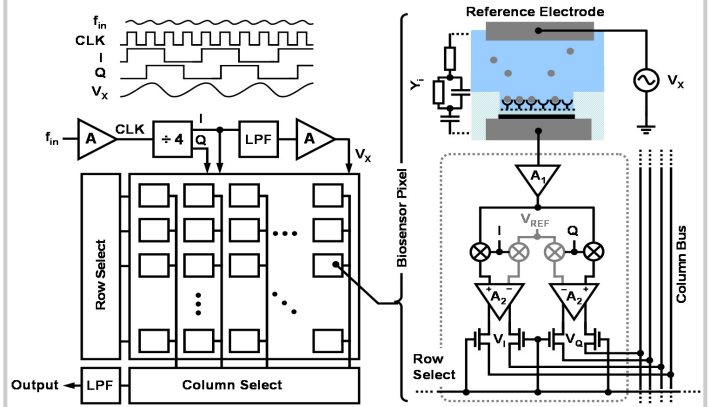 f_in
CLK
I
Q
V_X
f_in
A
CLK
÷ 4
I
Q
LPF
A
V_X
Row Select
Column Select
LPF
Output
Biosensor Pixel
Reference Electrode
Y_i
V_X
A_1
V_REF
I
Q
+ −
A_2
− +
A_2
V_I
V_Q
Row
Select
Column Bus